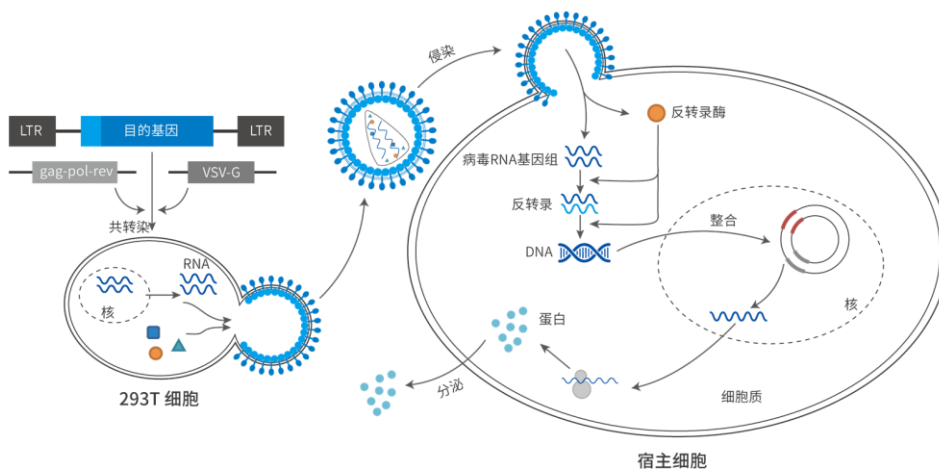 LTR
目的基因
LTR
gag-pol-rev
VSV-G
共转染
RNA
核
293T 细胞
侵染
反转录酶
病毒RNA基因组
反转录
DNA
整合
核
蛋白
分泌
细胞质
宿主细胞